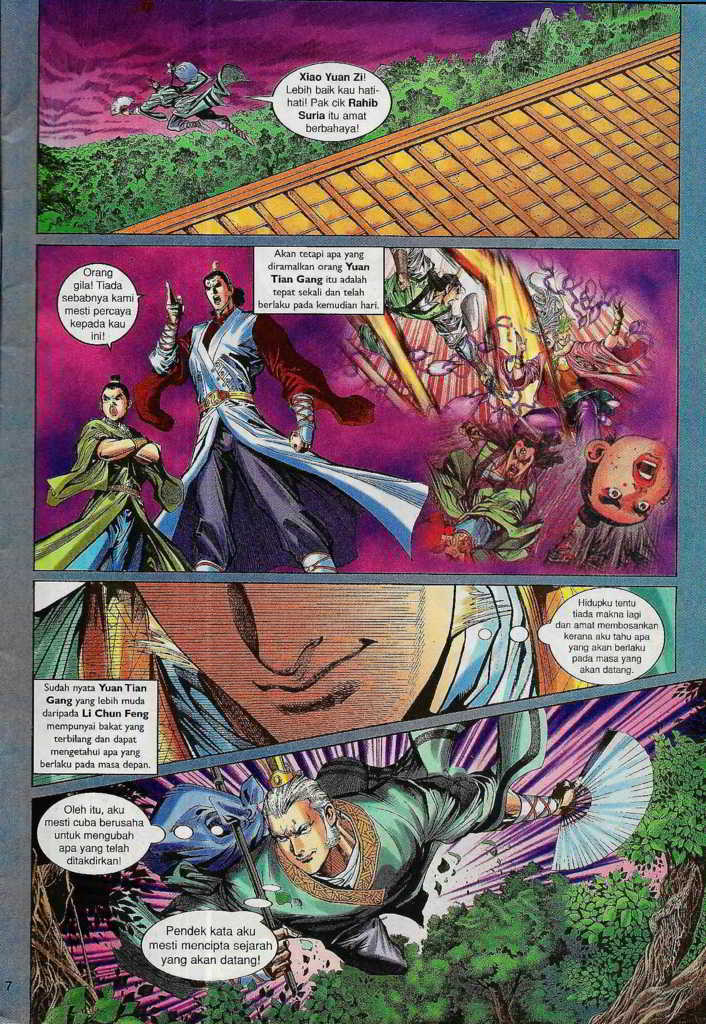 Xiao Yuan Zi!
Lebih baik kau hati-
hati! Pak cik Rahib
Suria itu amat
berbahaya!
Orang
gila! Tiada
sebabnya kami
mesti percaya
kepada kau
ini!
Akan tetapi apa yang
diramalkan orang Yuan
Tian Gang itu adalah
tepat sekali dan telah
berlaku pada kemudian hari.
Hidupku tentu
tiada makna lagi
dan amat membosankan
kerana aku tahu apa
yang akan berlaku
pada masa yang
akan datang.
Sudah nyata Yuan Tian
Gang yang lebih muda
daripada Li Chun Feng
mempunyai bakat yang
terbilang dan dapat
mengetahui apa yang
berlaku pada masa depan.
Oleh itu, aku
mesti cuba berusaha
untuk mengubah
apa yang telah
ditakdirkan!
Pendek kata aku
mesti mencipta sejarah
yang akan datang!
7